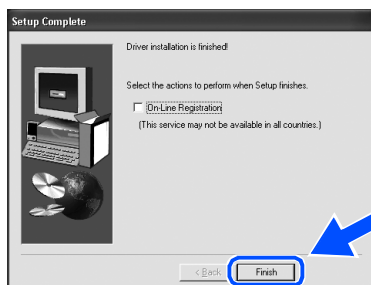 Setup Complete
Driver installation is finished!
Select the actions to perform when Setup finishes.
On-Line Registration
(This service may not be available in all countries.)
< Back
Finish